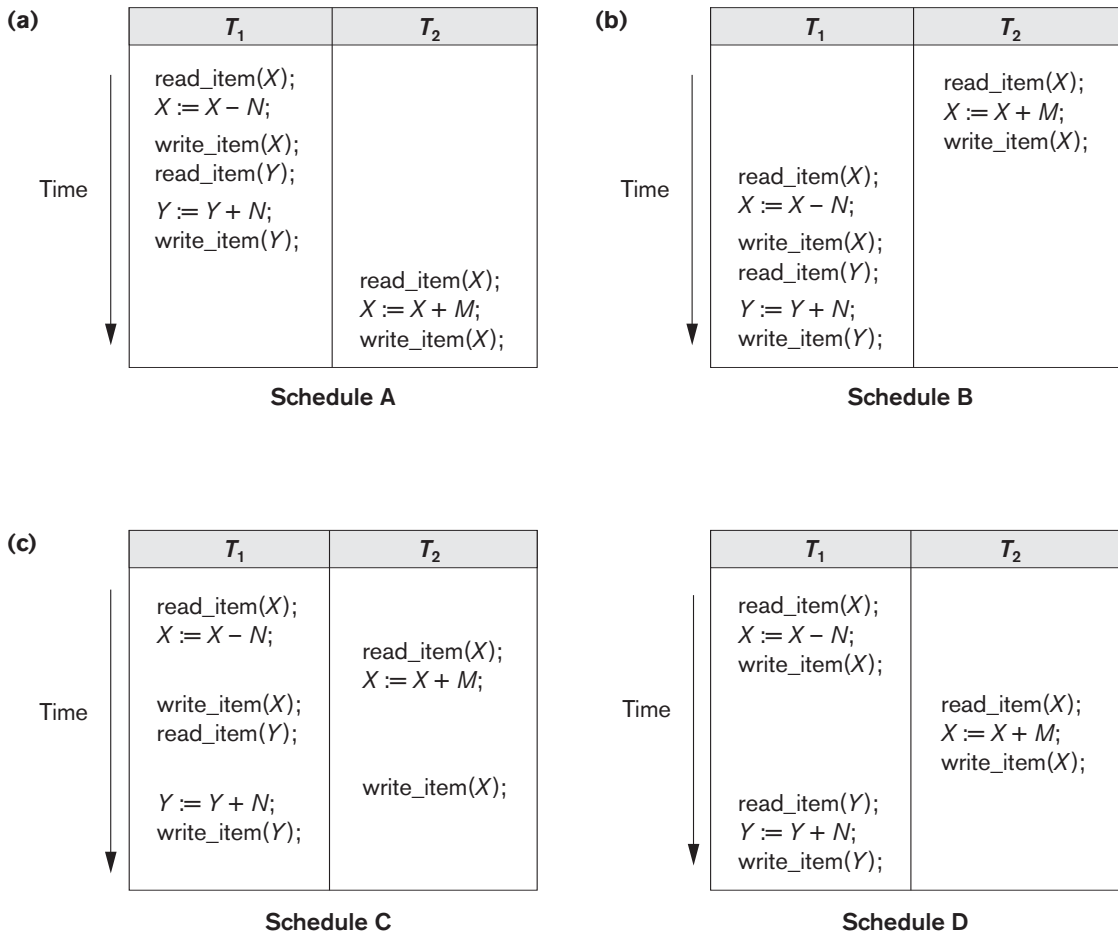 (a)
T1 T2
Time
read_item(X);
X := X – N;
write_item(X);
read_item(Y);
Y := Y + N;
write_item(Y);
read_item(X);
X := X + M;
write_item(X);
Schedule A
(b)
T1 T2
Time
read_item(X);
X := X + M;
write_item(X);
read_item(X);
X := X – N;
write_item(X);
read_item(Y);
Y := Y + N;
write_item(Y);
Schedule B
(c)
T1 T2
Time
read_item(X);
X := X – N;
read_item(X);
X := X + M;
write_item(X);
read_item(Y);
write_item(X);
Y := Y + N;
write_item(Y);
Schedule C
T1 T2
Time
read_item(X);
X := X – N;
write_item(X);
read_item(X);
X := X + M;
write_item(X);
read_item(Y);
Y := Y + N;
write_item(Y);
Schedule D